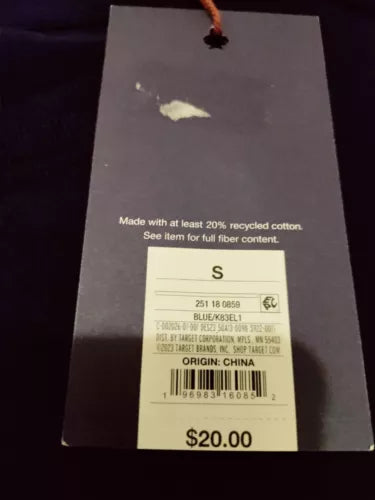 Made with at least 20% recycled cotton.
See item for full fiber content.
S
251 18 0859
BLUE/K83EL1
DIST. BY TARGET CORPORATION, MPLS, MN 55403
©2023 TARGET BRANDS, INC. SHOP TARGET.COM
ORIGIN: CHINA
1 96983 16085 2
$20.00